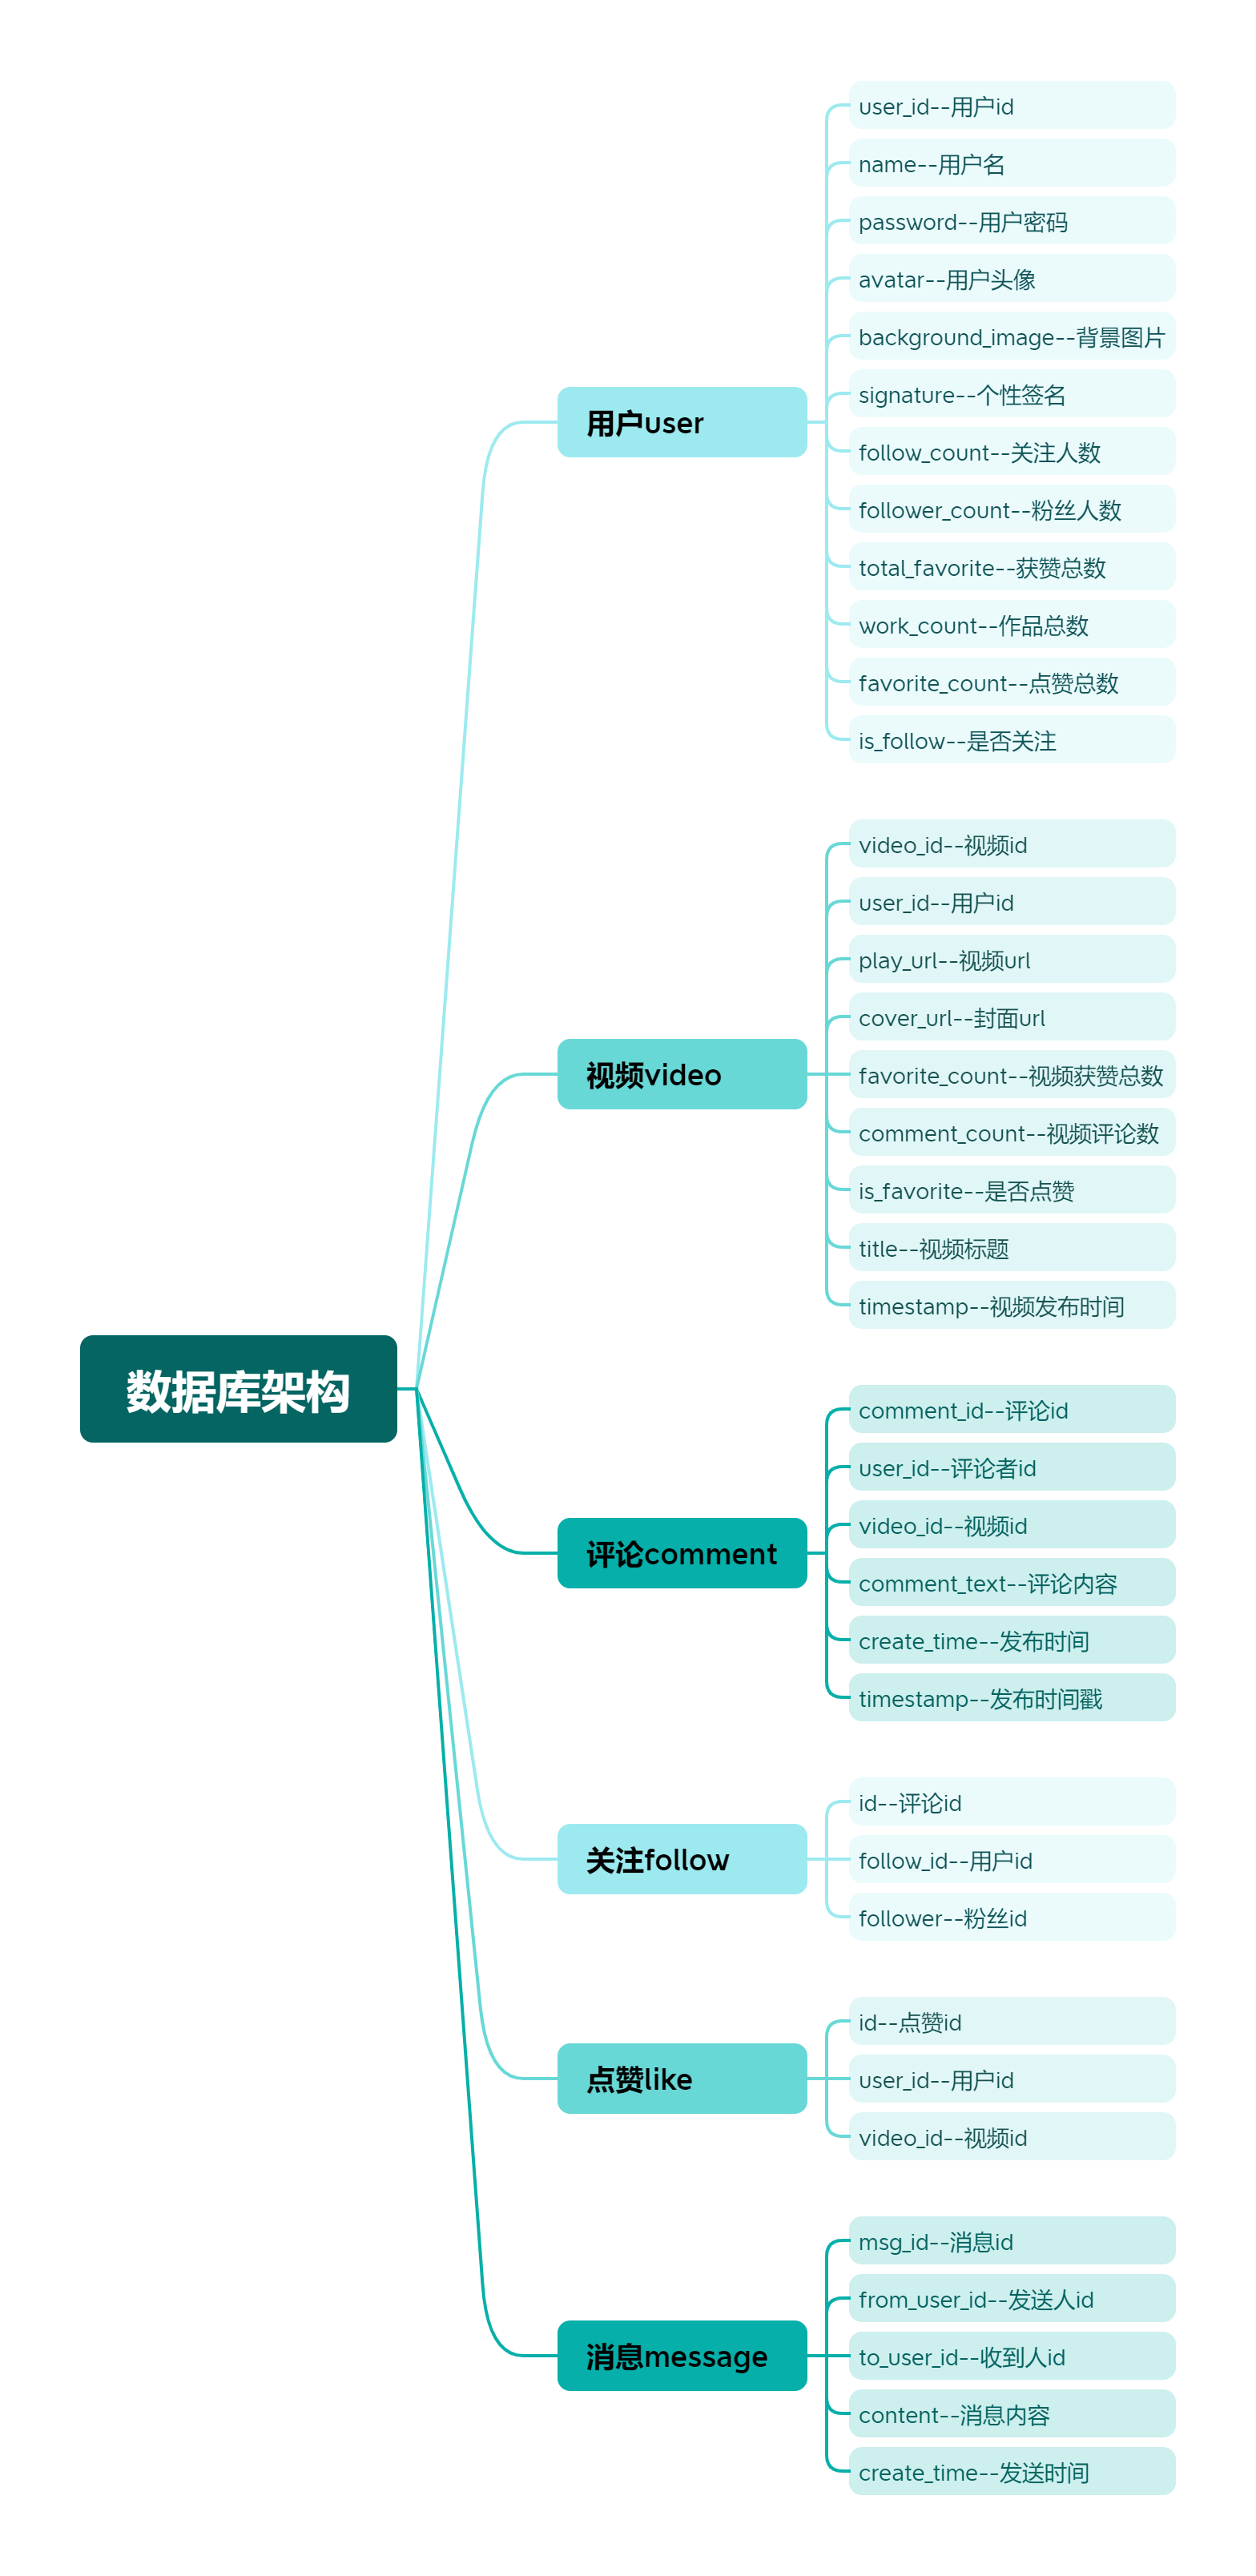 数据库架构
用户user
user_id--用户id
name--用户名
password--用户密码
avatar--用户头像
background_image--背景图片
signature--个性签名
follow_count--关注人数
follower_count--粉丝人数
total_favorite--获赞总数
work_count--作品总数
favorite_count--点赞总数
is_follow--是否关注
视频video
video_id--视频id
user_id--用户id
play_url--视频url
cover_url--封面url
favorite_count--视频获赞总数
comment_count--视频评论数
is_favorite--是否点赞
title--视频标题
timestamp--视频发布时间
评论comment
comment_id--评论id
user_id--评论者id
video_id--视频id
comment_text--评论内容
create_time--发布时间
timestamp--发布时间戳
关注follow
id--评论id
follow_id--用户id
follower--粉丝id
点赞like
id--点赞id
user_id--用户id
video_id--视频id
消息message
msg_id--消息id
from_user_id--发送人id
to_user_id--收到人id
content--消息内容
create_time--发送时间